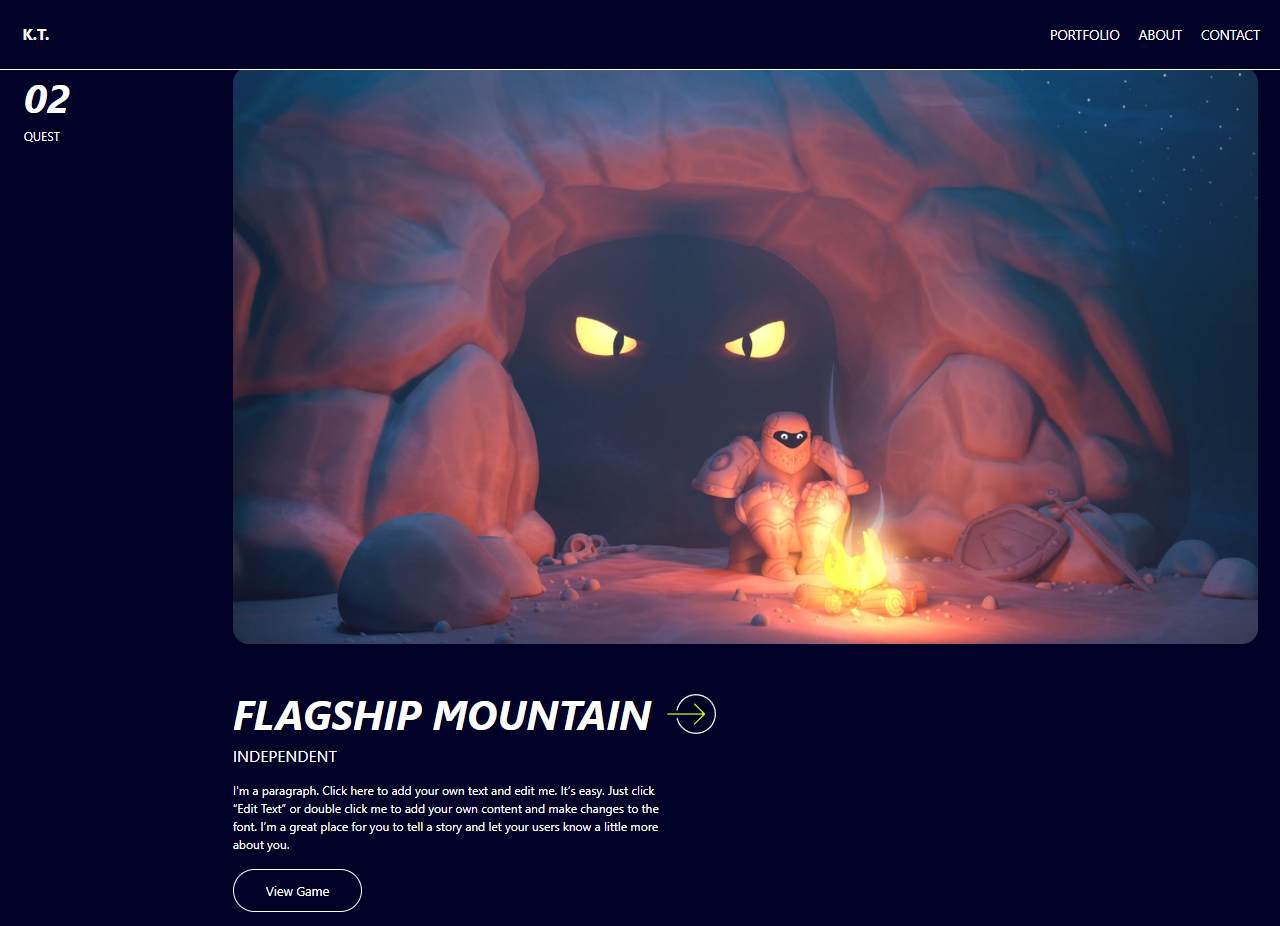 K.T.
PORTFOLIO ABOUT CONTACT
02
QUEST
FLAGSHIP MOUNTAIN
INDEPENDENT
I'm a paragraph. Click here to add your own text and edit me. It's easy. Just click
“Edit Text” or double click me to add your own content and make changes to the
font. I'm a great place for you to tell a story and let your users know a little more
about you.
View Game